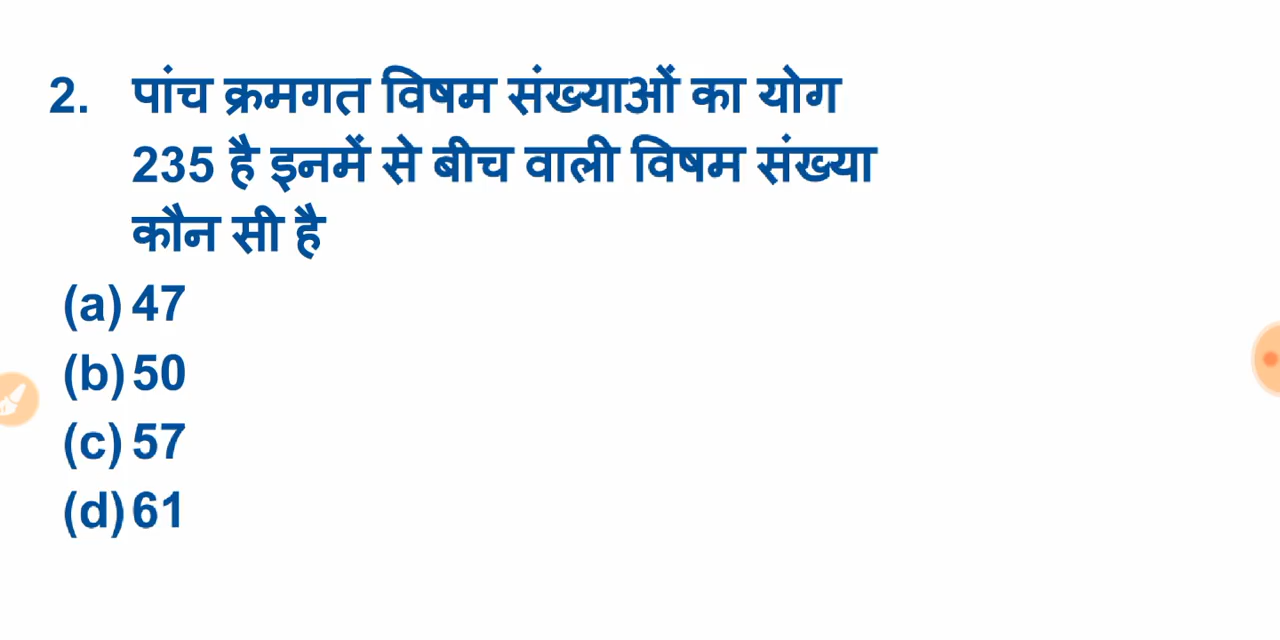 2. पांच क्रमगत विषम संख्याओं का योग
235 है इनमें से बीच वाली विषम संख्या
कौन सी है
(a) 47
(b) 50
(c) 57
(d) 61